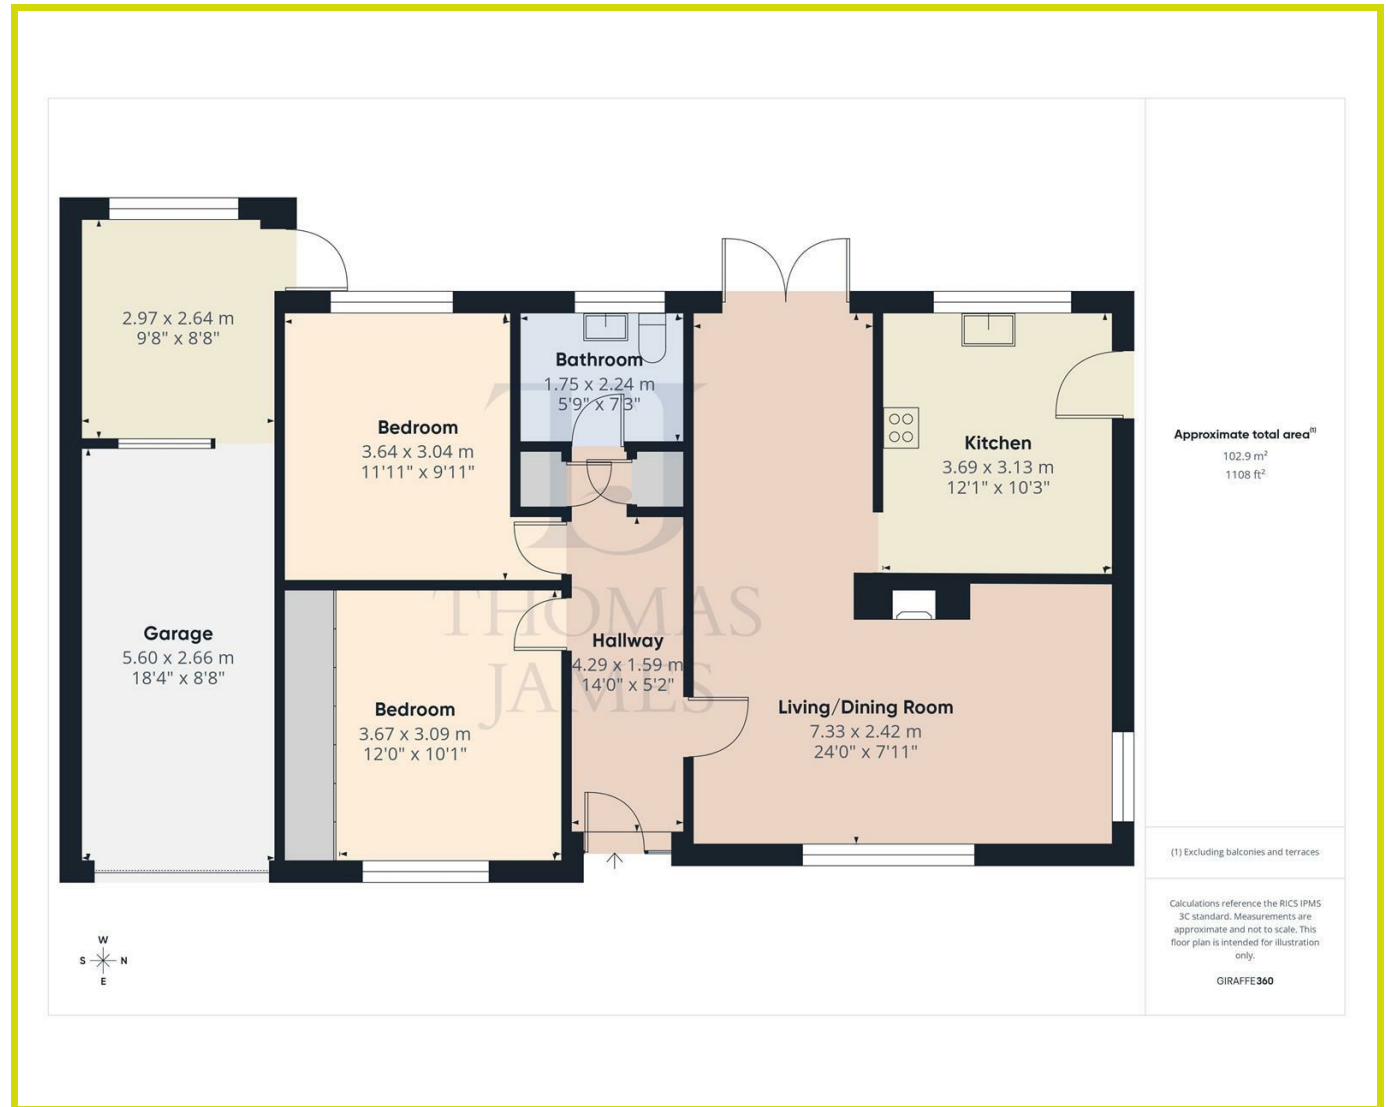 2.97 x 2.64 m
9'8" x 8'8"
Bedroom
3.64 x 3.04 m
11'11" x 9'11"
Bathroom
1.75 x 2.24 m
5'9" x 7'3"
Kitchen
3.69 x 3.13 m
12'1" x 10'3"
Garage
5.60 x 2.66 m
18'4" x 8'8"
Bedroom
3.67 x 3.09 m
12'0" x 10'1"
Hallway
4.29 x 1.59 m
14'0" x 5'2"
Living/Dining Room
7.33 x 2.42 m
24'0" x 7'11"
TJ
THOMAS
JAMES
W
S N
E
Approximate total area(1)
102.9 m²
1108 ft²
(1) Excluding balconies and terraces
Calculations reference the RICS IPMS
3C standard. Measurements are
approximate and not to scale. This
floor plan is intended for illustration
only.
GIRAFFE360